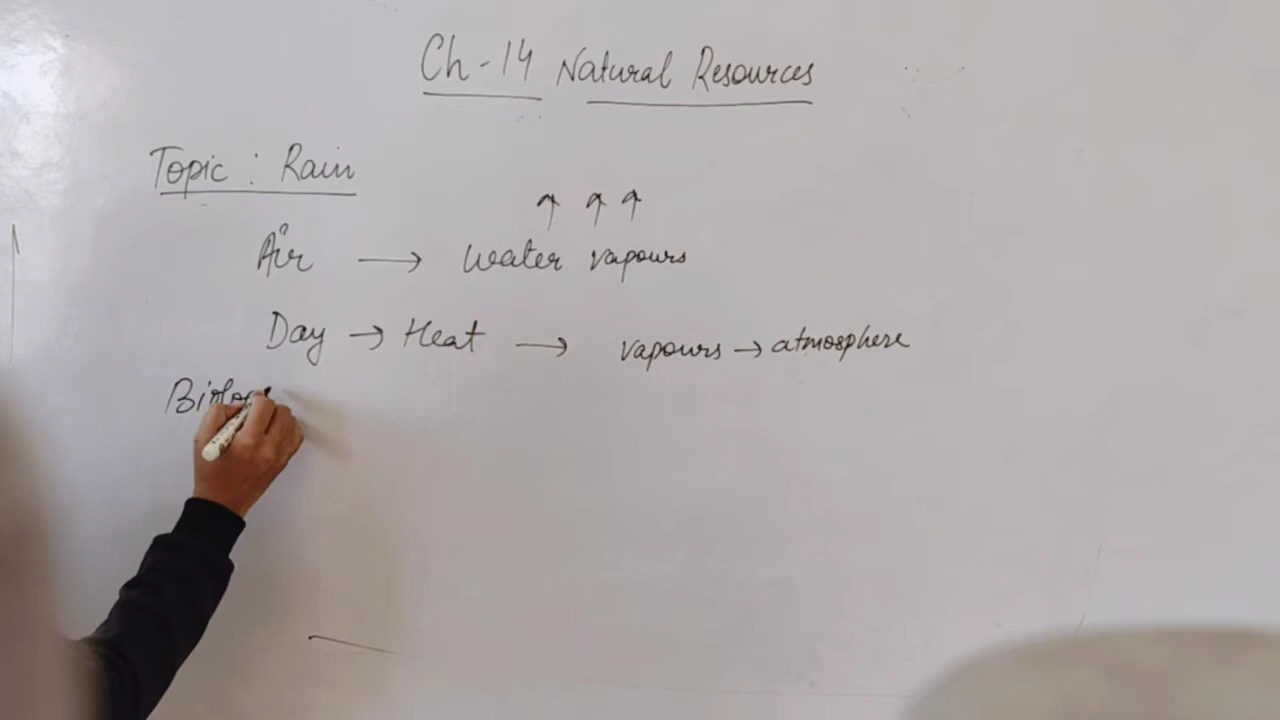 Ch-14 Natural Resources
Topic : Rain
↑ ↑ ↑
Air → water vapours
Day → Heat → vapours → atmosphere